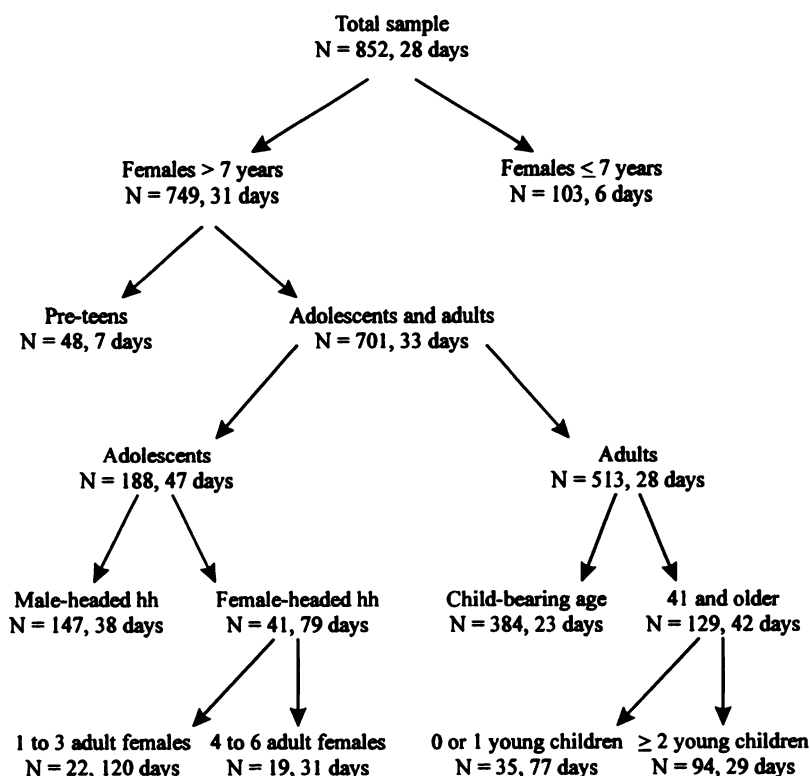 Total sample
N = 852, 28 days
Females > 7 years
N = 749, 31 days
Females ≤ 7 years
N = 103, 6 days
Pre-teens
N = 48, 7 days
Adolescents and adults
N = 701, 33 days
Adolescents
N = 188, 47 days
Adults
N = 513, 28 days
Male-headed hh
N = 147, 38 days
Female-headed hh
N = 41, 79 days
Child-bearing age
N = 384, 23 days
41 and older
N = 129, 42 days
1 to 3 adult females
N = 22, 120 days
4 to 6 adult females
N = 19, 31 days
0 or 1 young children
N = 35, 77 days
≥ 2 young children
N = 94, 29 days